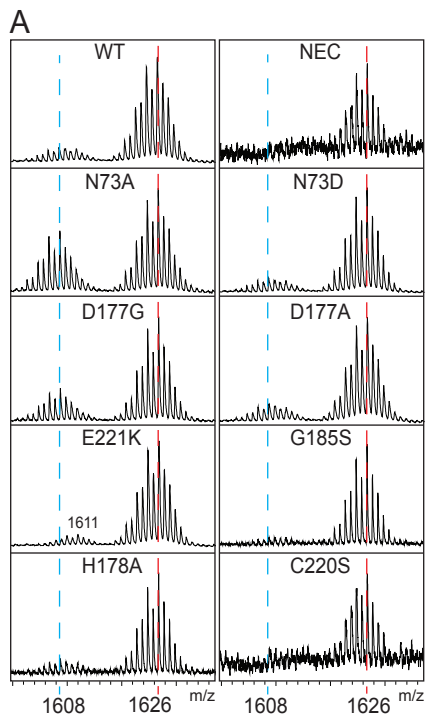 A
WT NEC
N73A N73D
D177G D177A
E221K G185S
1611
H178A C220S
1608 1626 m/z 1608 1626 m/z